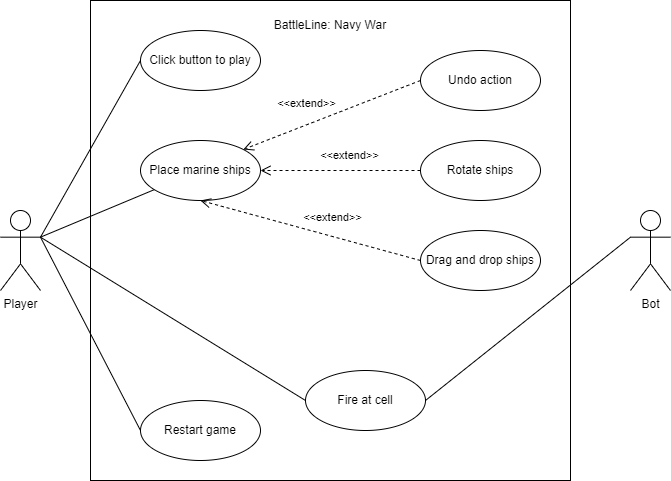 BattleLine: Navy War
Click button to play
Undo action
<<extend>>
Place marine ships
<<extend>>
Rotate ships
<<extend>>
Drag and drop ships
Player
Bot
Fire at cell
Restart game